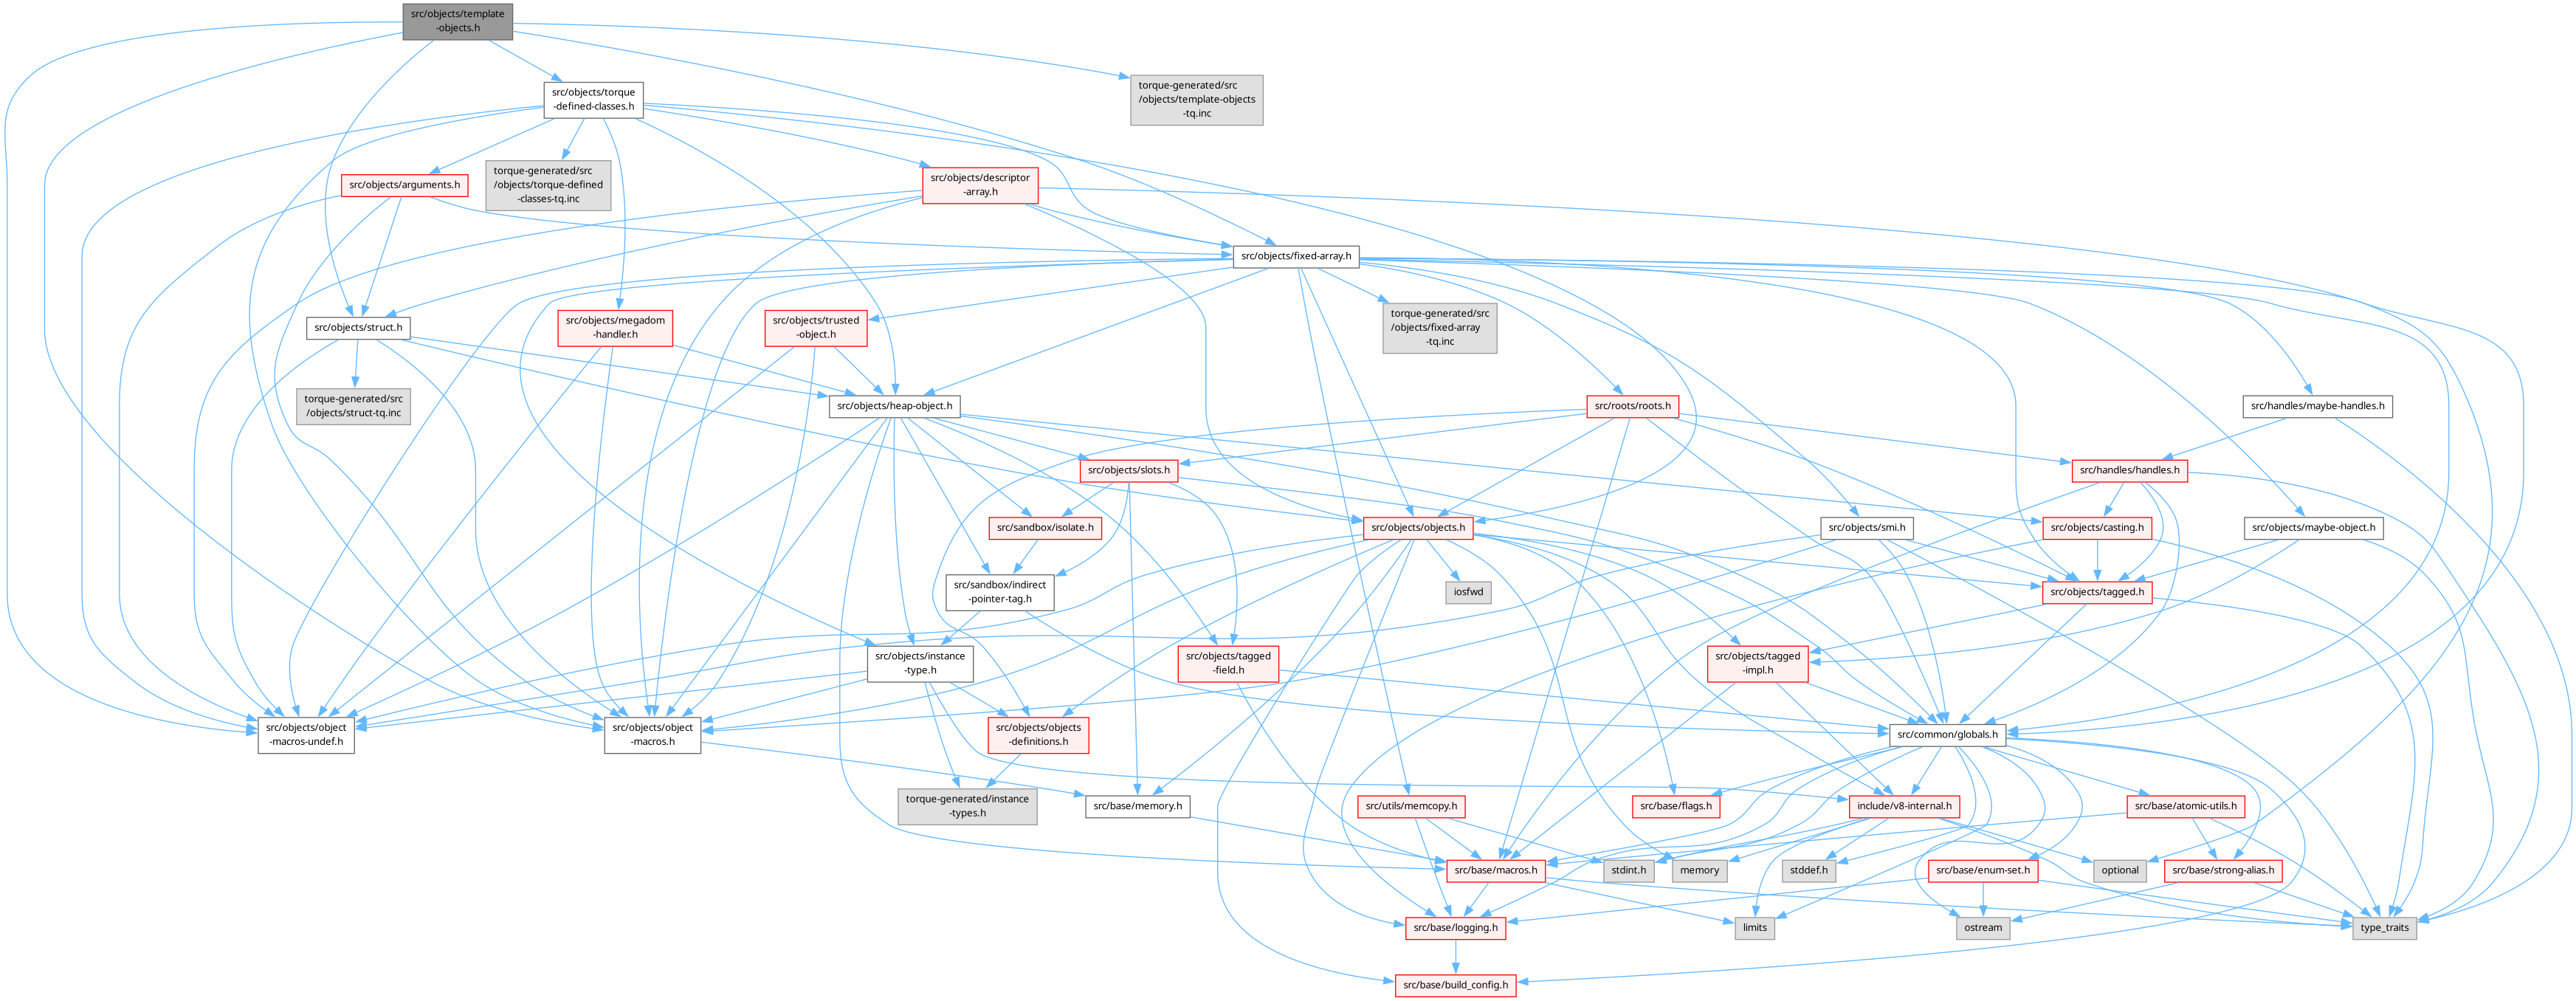 src/objects/template
-objects.h
src/objects/torque
-defined-classes.h
torque-generated/src
/objects/template-objects
-tq.inc
src/objects/arguments.h
torque-generated/src
/objects/torque-defined
-classes-tq.inc
src/objects/descriptor
-array.h
src/objects/fixed-array.h
src/objects/struct.h
src/objects/megadom
-handler.h
src/objects/trusted
-object.h
torque-generated/src
/objects/fixed-array
-tq.inc
torque-generated/src
/objects/struct-tq.inc
src/objects/heap-object.h
src/roots/roots.h
src/handles/maybe-handles.h
src/objects/slots.h
src/handles/handles.h
src/sandbox/isolate.h
src/objects/objects.h
src/objects/smi.h
src/objects/casting.h
src/objects/maybe-object.h
src/sandbox/indirect
-pointer-tag.h
iosfwd
src/objects/tagged.h
src/objects/instance
-type.h
src/objects/tagged
-field.h
src/objects/tagged
-impl.h
src/objects/object
-macros-undef.h
src/objects/object
-macros.h
src/objects/objects
-definitions.h
src/common/globals.h
torque-generated/instance
-types.h
src/base/memory.h
src/utils/memcopy.h
src/base/flags.h
include/v8-internal.h
src/base/atomic-utils.h
src/base/macros.h
stdint.h
memory
stddef.h
src/base/enum-set.h
optional
src/base/strong-alias.h
src/base/logging.h
limits
ostream
type_traits
src/base/build_config.h